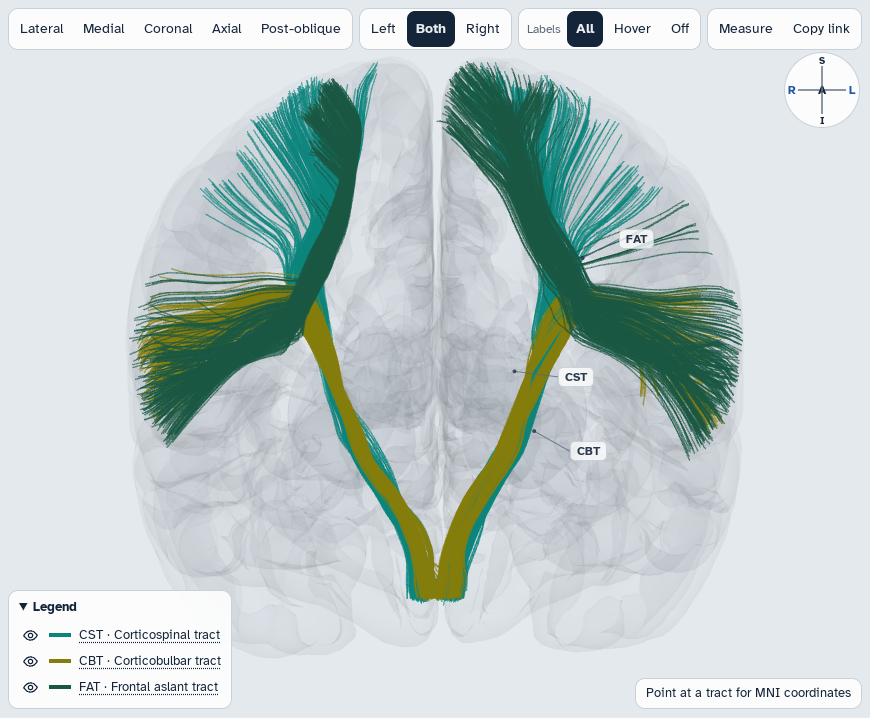 Lateral Medial Coronal Axial Post-oblique Left Both Right Labels All Hover Off Measure Copy link
S
R A L
I
FAT
CST
CBT
▼ Legend
CST · Corticospinal tract
CBT · Corticobulbar tract
FAT · Frontal aslant tract
Point at a tract for MNI coordinates